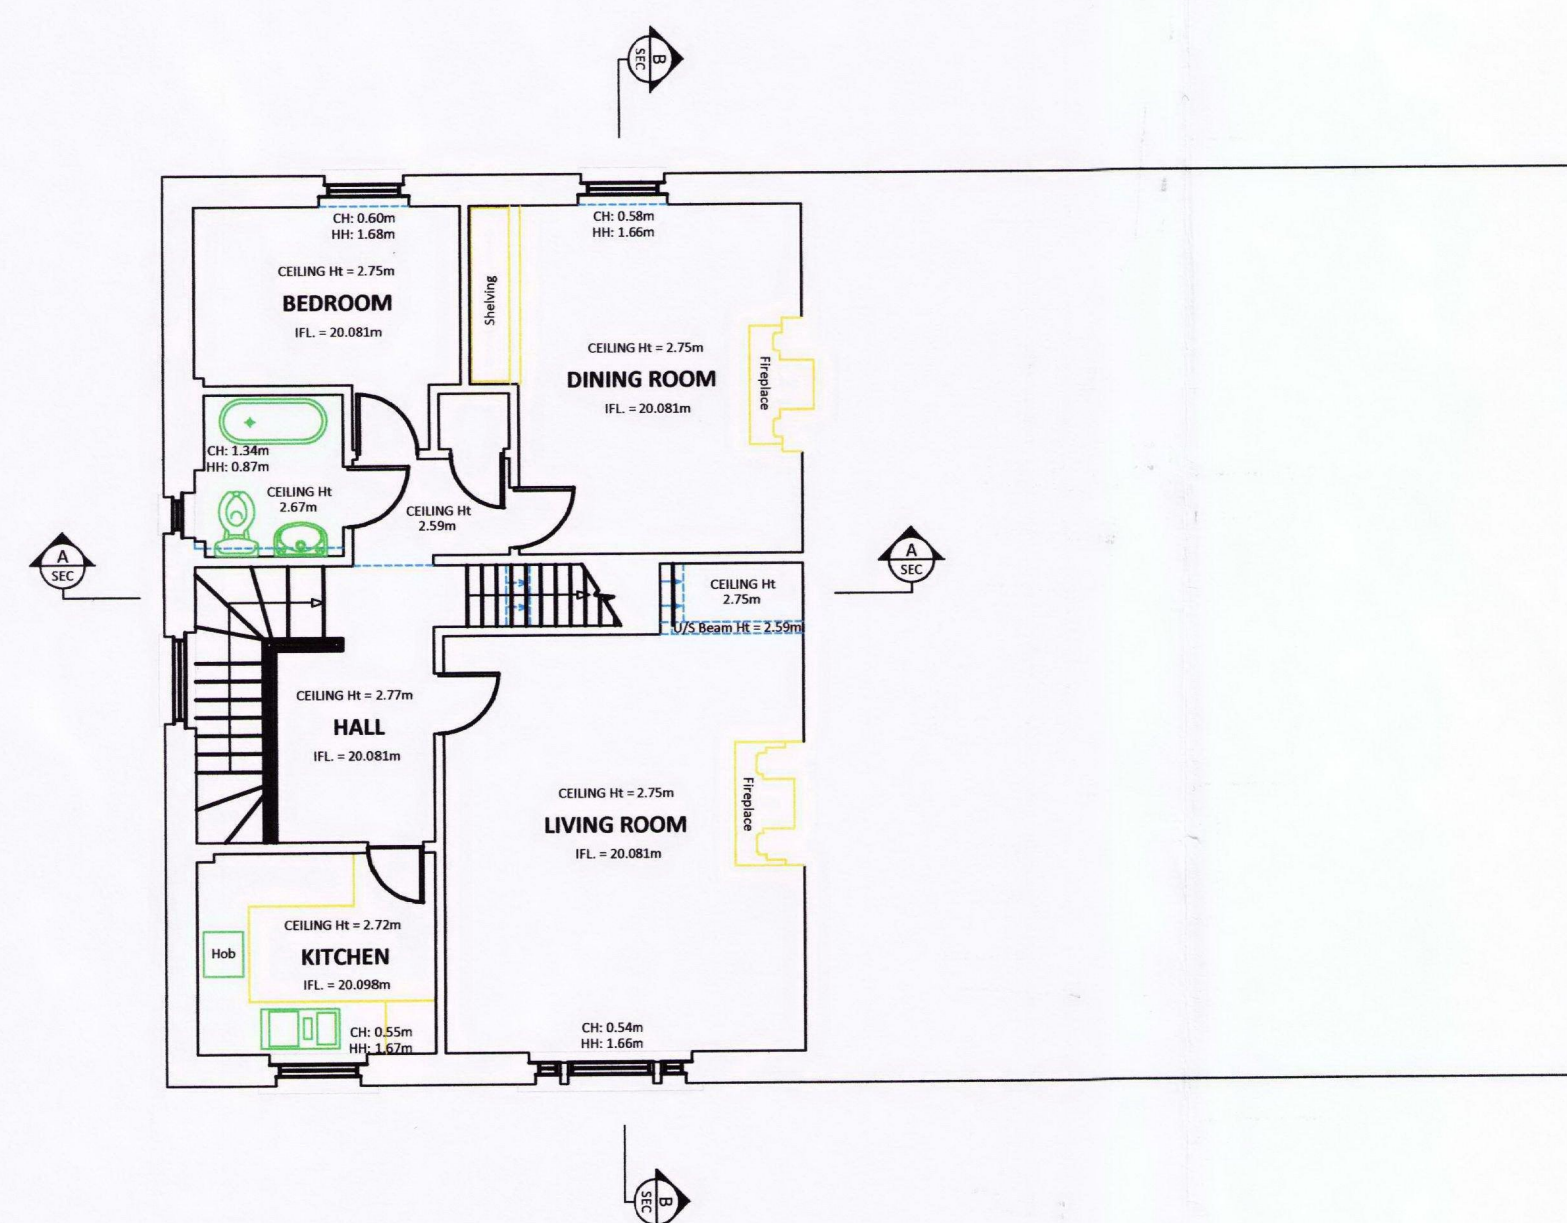 B
SEC
CH: 0.60m
HH: 1.68m
CEILING Ht = 2.75m
BEDROOM
IFL. = 20.081m
Shelving
CH: 0.58m
HH: 1.66m
CEILING Ht = 2.75m
DINING ROOM
IFL. = 20.081m
Fireplace
CH: 1.34m
HH: 0.87m
CEILING Ht
2.67m
CEILING Ht
2.59m
A
SEC
A
SEC
CEILING Ht
2.75m
U/S Beam Ht = 2.59m
CEILING Ht = 2.77m
HALL
IFL. = 20.081m
CEILING Ht = 2.75m
LIVING ROOM
IFL. = 20.081m
Fireplace
CEILING Ht = 2.72m
KITCHEN
IFL. = 20.098m
Hob
CH: 0.55m
HH: 1.67m
CH: 0.54m
HH: 1.66m
B
SEC